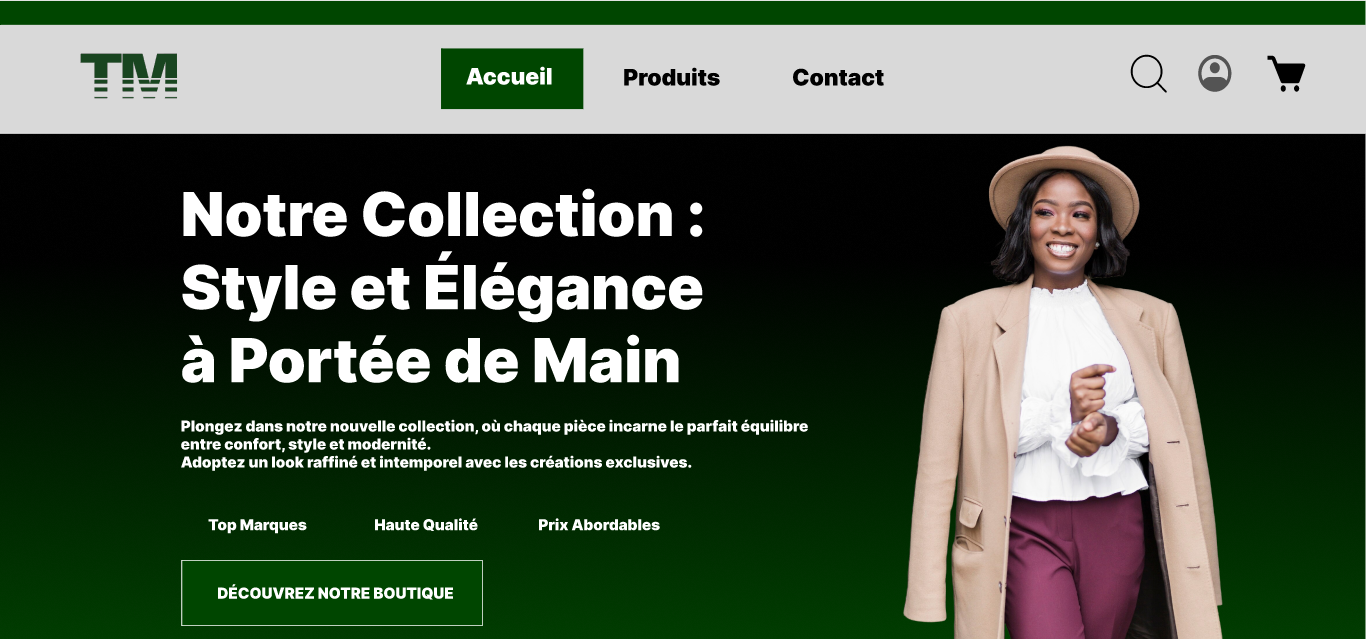 TM
Accueil
Produits
Contact
Notre Collection :
Style et Élégance
à Portée de Main
Plongez dans notre nouvelle collection, où chaque pièce incarne le parfait équilibre
entre confort, style et modernité.
Adoptez un look raffiné et intemporel avec les créations exclusives.
Top Marques
Haute Qualité
Prix Abordables
DÉCOUVREZ NOTRE BOUTIQUE